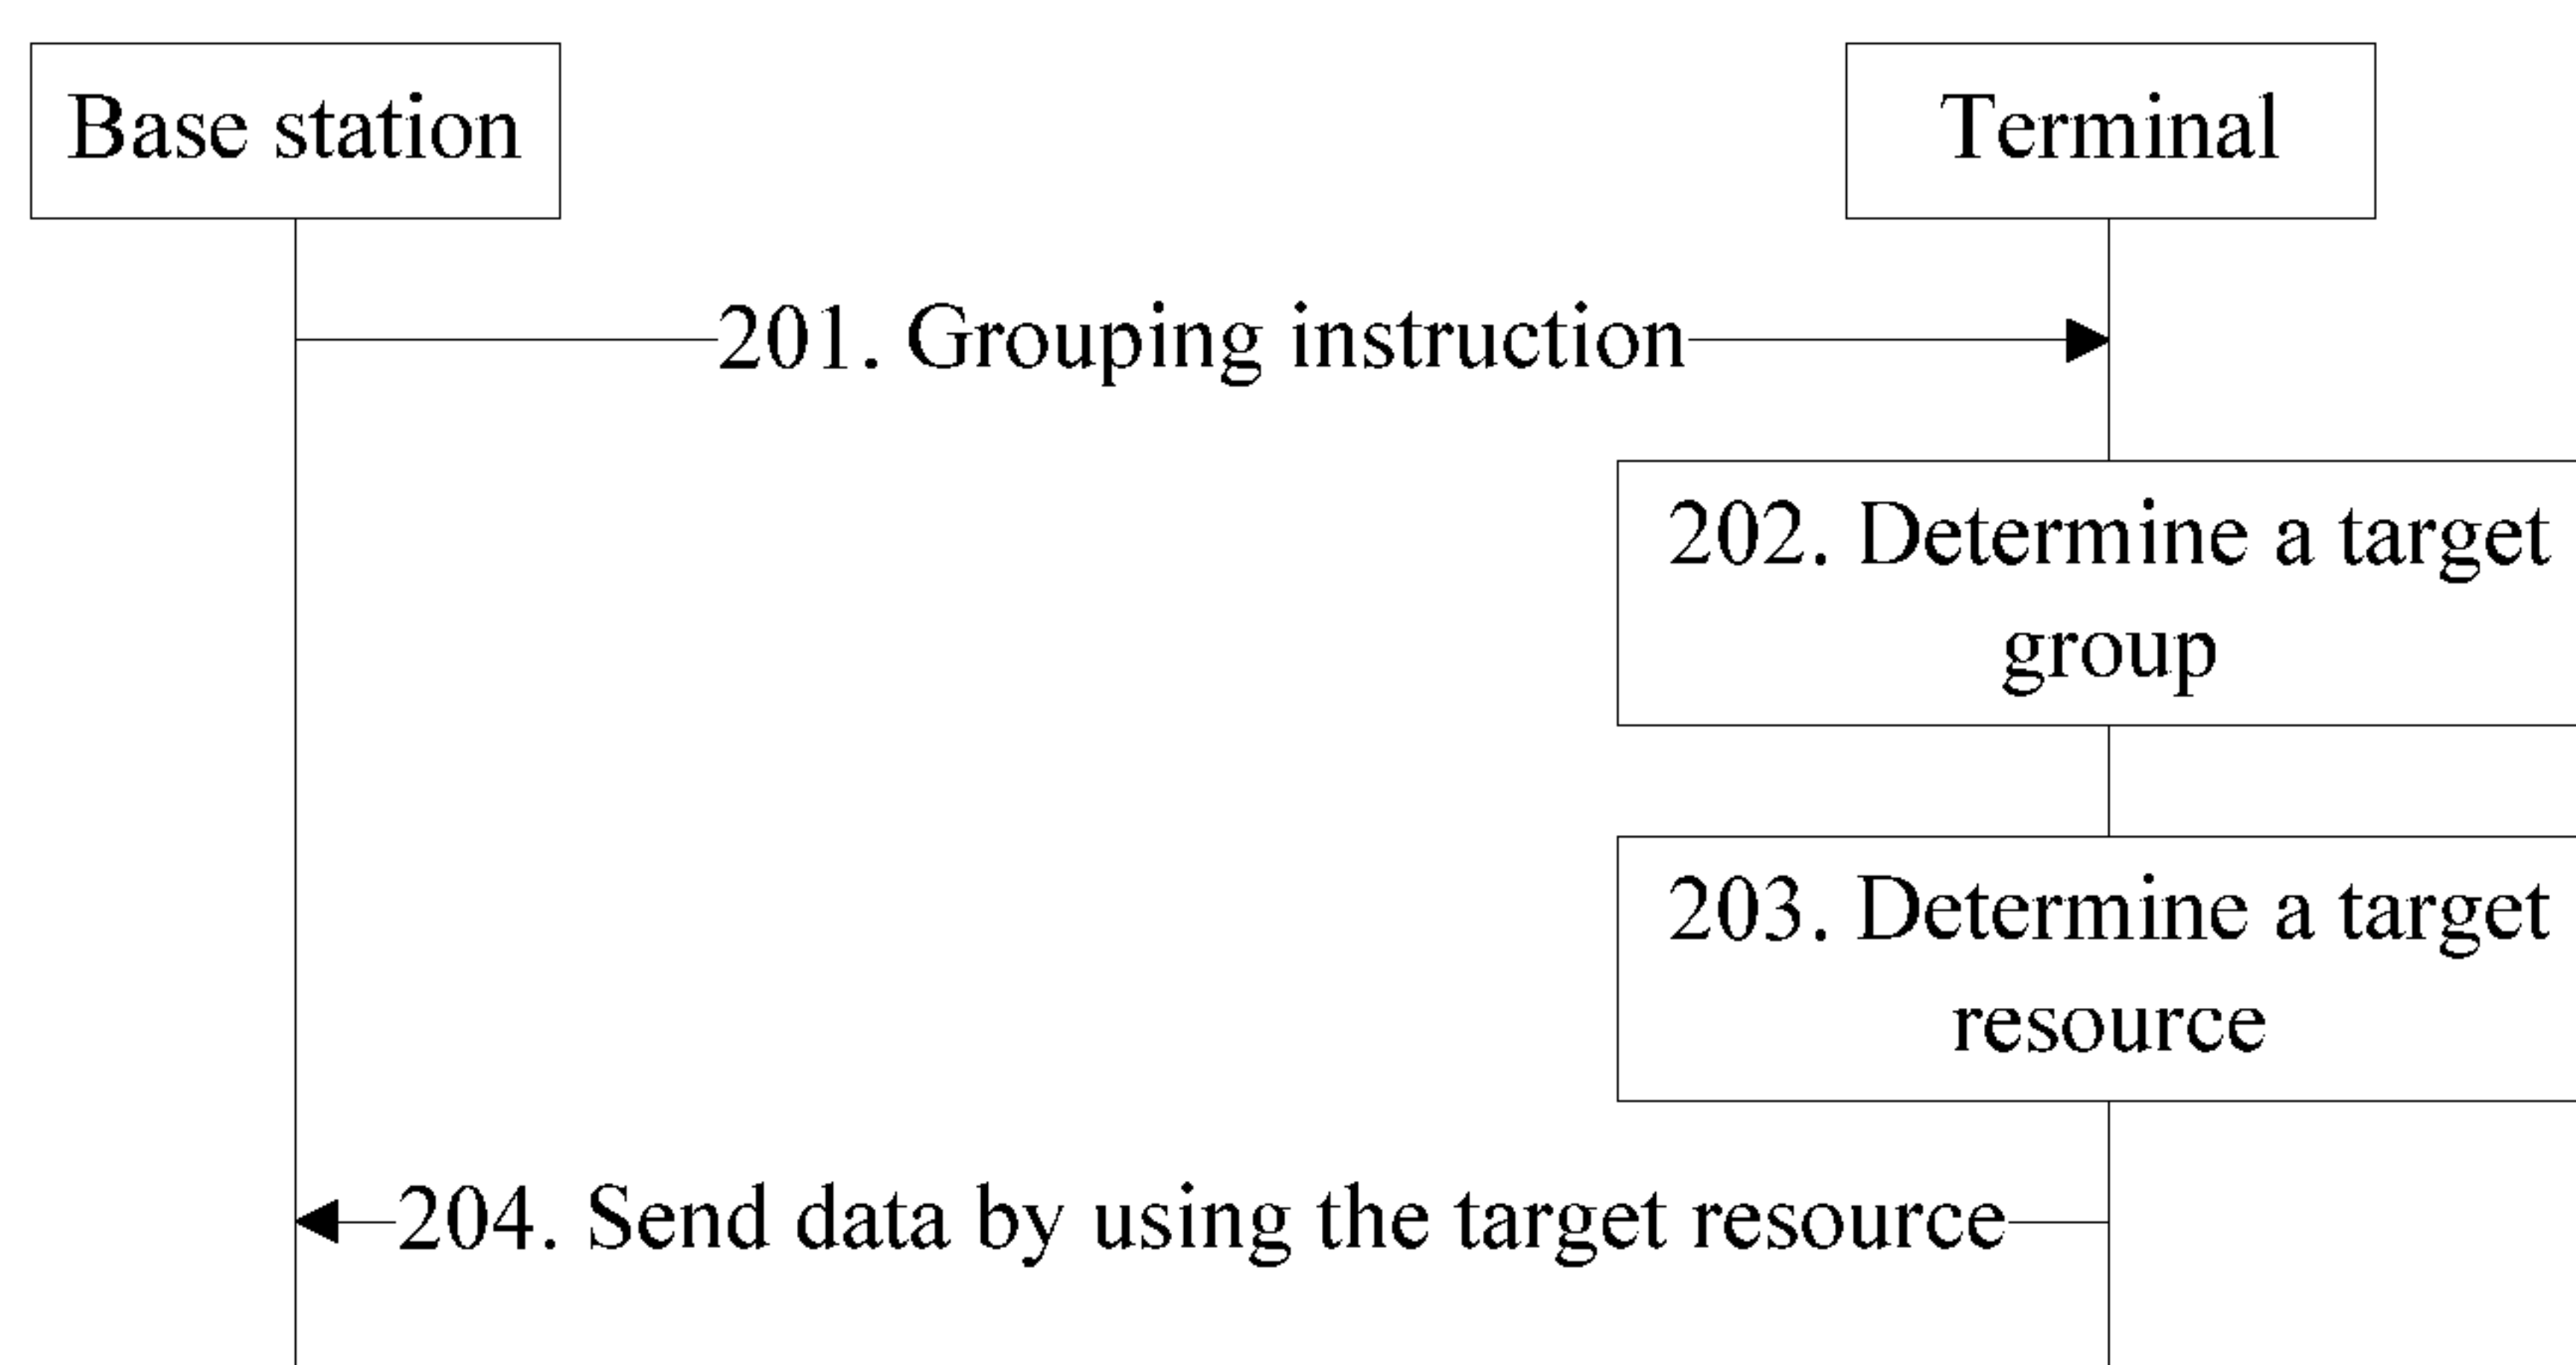 Base station
Terminal
201. Grouping instruction
202. Determine a target
group
203. Determine a target
resource
204. Send data by using the target resource